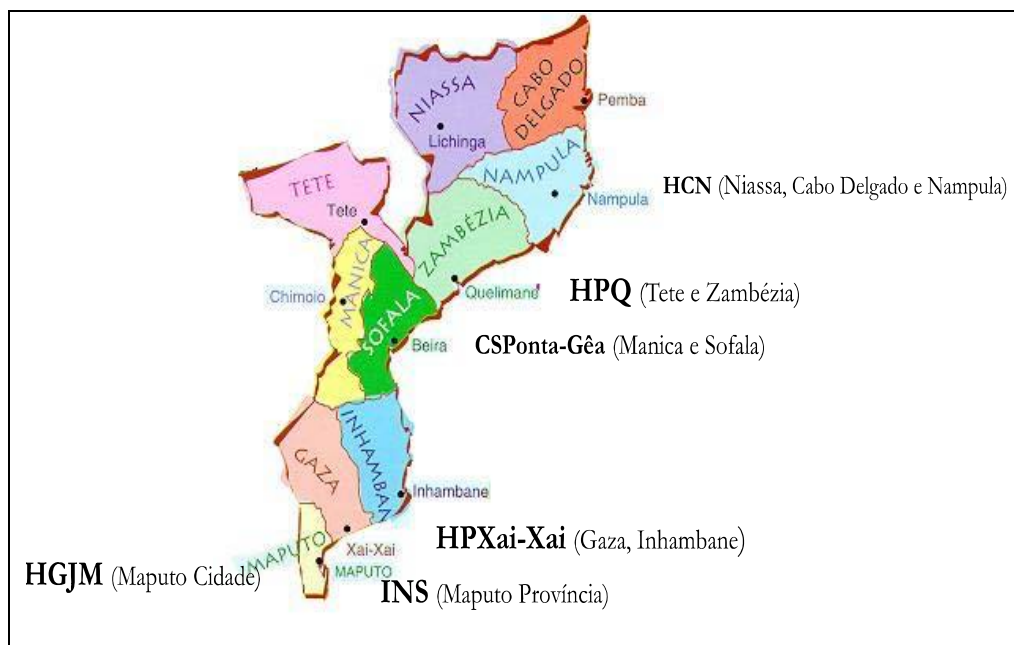 CABO
DELGADO
NIASSA
Pemba
Lichinga
NAMPULA
TETE
HCN (Niassa, Cabo Delgado e Nampula)
Nampula
Tete
ZAMBÉZIA
MANICA
Chimoio
Quelimane
HPQ (Tete e Zambézia)
SOFALA
Beira
CSPonta-Gêa (Manica e Sofala)
INHAMBAN
GAZA
Inhambane
HPXai-Xai (Gaza, Inhambane)
Xai-Xai
MAPUTO
MAPUTO
HGJM (Maputo Cidade)
INS (Maputo Província)